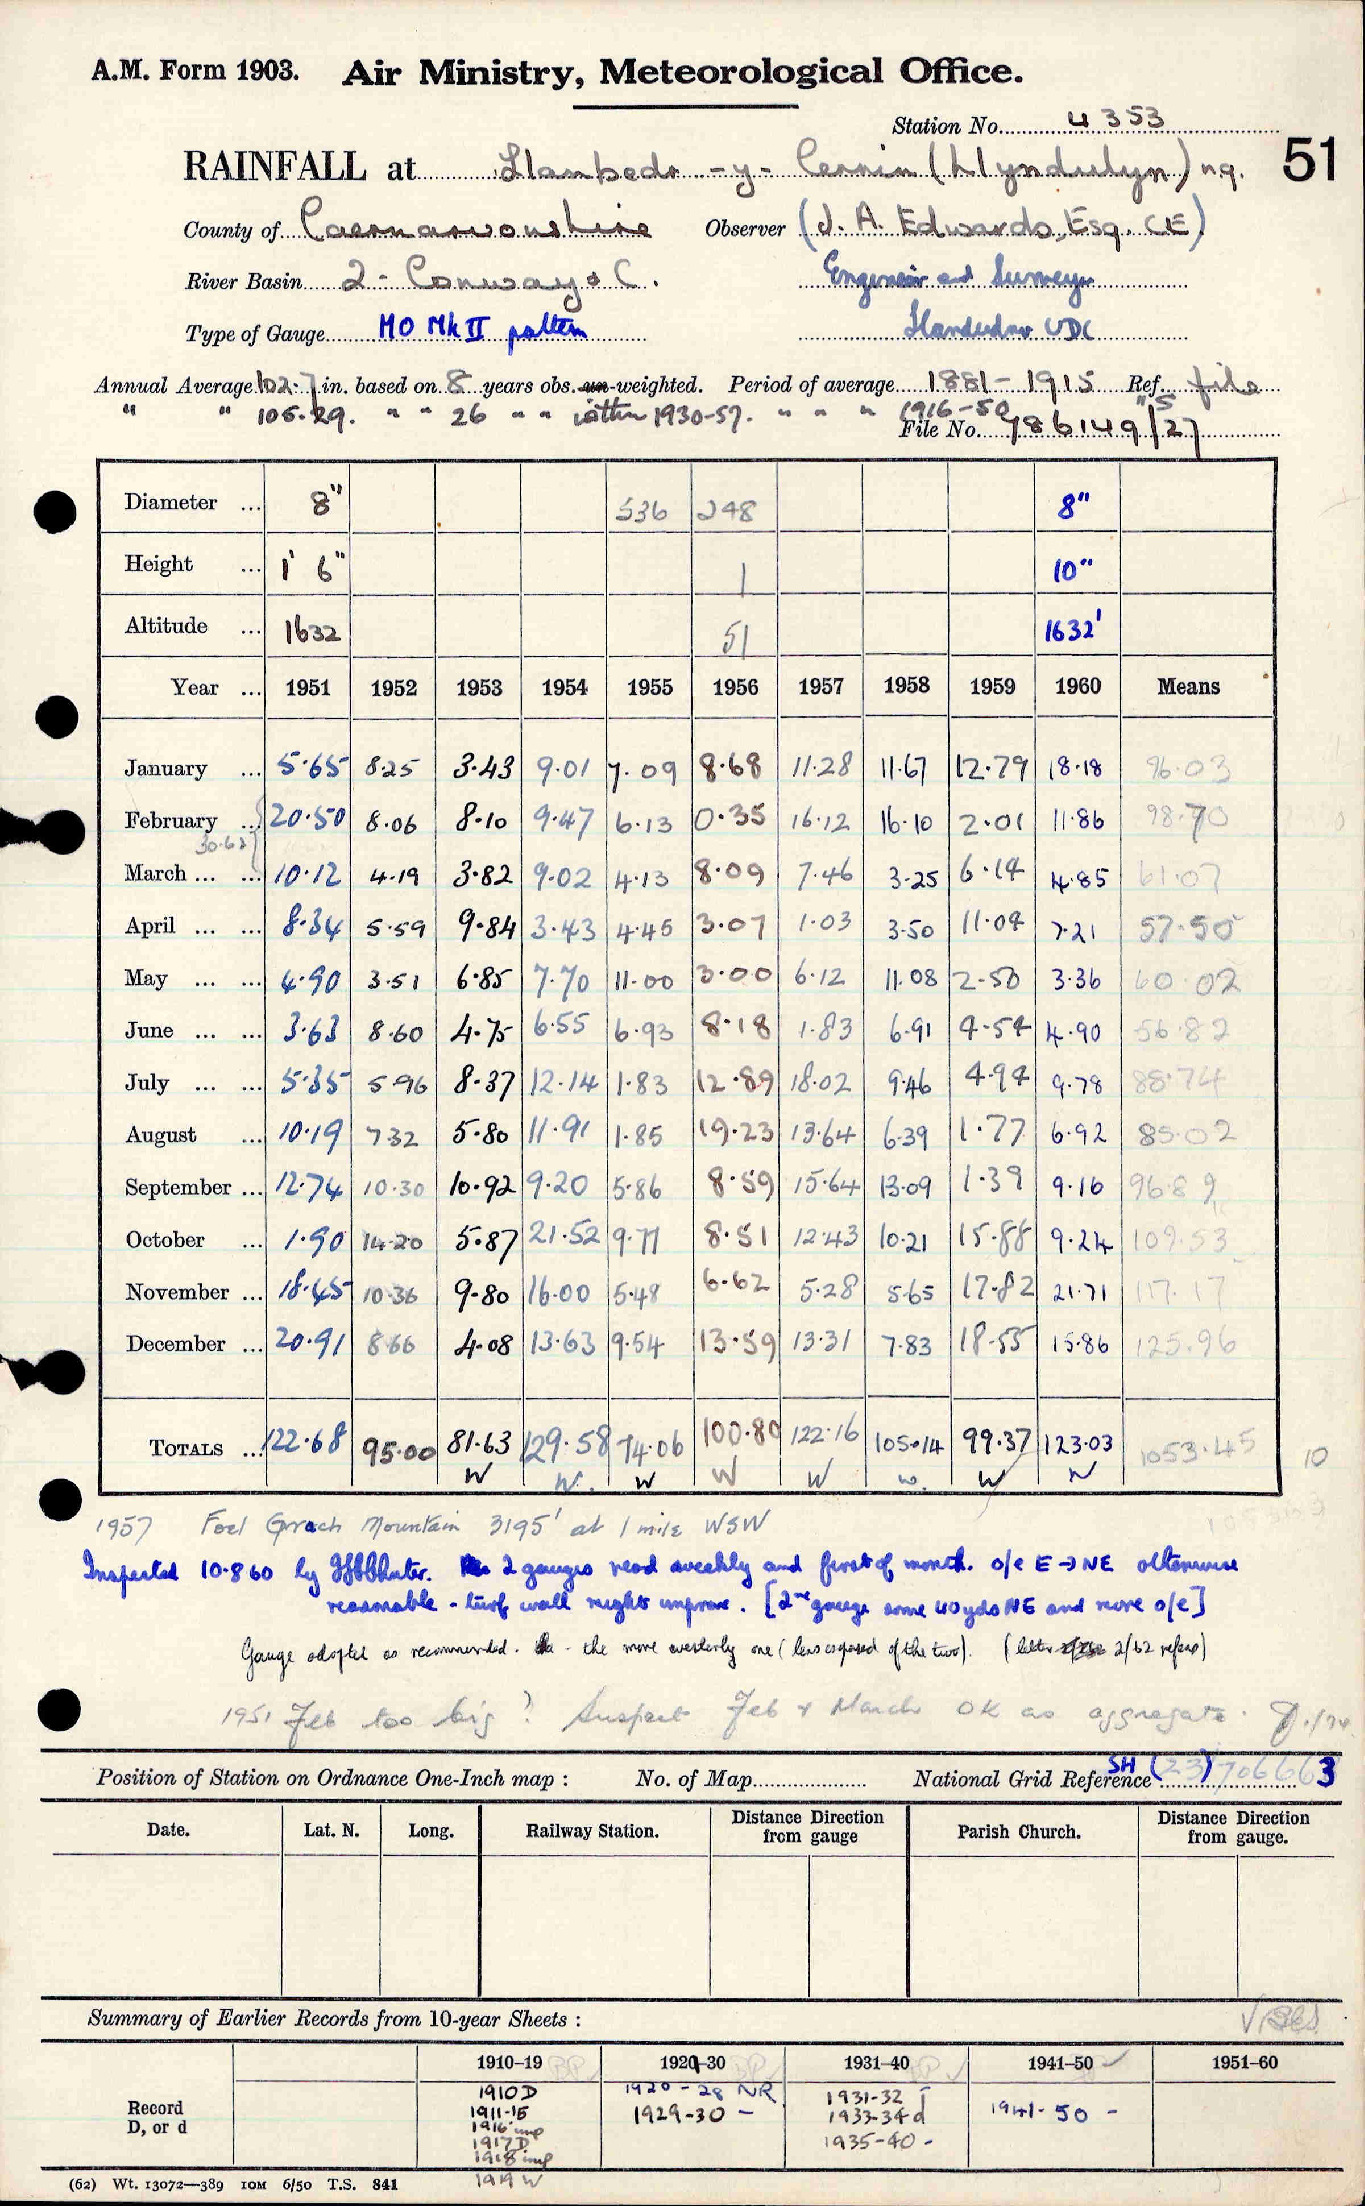 A.M. Form 1903. Air Ministry, Meteorological Office.
Station No. 4353
RAINFALL at Llanbedr-y-Cennin (Llyndulyn) n.g. 51
County of Caernarvonshire Observer (J. A. Edwards, Esq. CE)
River Basin 2 - Conway & C. Engineer and Surveyor
Type of Gauge MO Mk II pattern Llandudno UDC
Annual Average 102.7 in. based on 8 years obs. un-weighted. Period of average 1881-1915 Ref. file
" " 105.29. " " 26 " " within 1930-57. " " " 1916-50 "S
File No. 786149/27
Diameter ... 8" 536 248 8"
Height ... 1' 6" 1 10"
Altitude ... 1632 51 1632'
Year ... 1951 1952 1953 1954 1955 1956 1957 1958 1959 1960 Means
January ... 5.65 8.25 3.43 9.01 7.09 8.68 11.28 11.67 12.79 18.18 96.03
February ... 20.50 8.06 8.10 9.47 6.13 0.35 16.12 16.10 2.01 11.86 98.70
30.62
March ... ... 10.12 4.19 3.82 9.02 4.13 8.09 7.46 3.25 6.14 4.85 61.07
April ... ... 8.34 5.59 9.84 3.43 4.45 3.07 1.03 3.50 11.04 7.21 57.50
May ... ... 4.90 3.51 6.85 7.70 11.00 3.00 6.12 11.08 2.50 3.36 60.02
June ... ... 3.63 8.60 4.75 6.55 6.93 8.18 1.83 6.91 4.54 4.90 56.82
July ... ... 5.35 5.96 8.37 12.14 1.83 12.89 18.02 9.46 4.94 9.78 88.74
August ... 10.19 7.32 5.80 11.91 1.85 19.23 13.64 6.39 1.77 6.92 85.02
September ... 12.74 10.30 10.92 9.20 5.86 8.59 15.64 13.09 1.39 9.16 96.89
October ... 1.90 14.20 5.87 21.52 9.77 8.51 12.43 10.21 15.88 9.24 109.53
November ... 18.45 10.36 9.80 16.00 5.48 6.62 5.28 5.65 17.82 21.71 117.17
December ... 20.91 8.66 4.08 13.63 9.54 13.59 13.31 7.83 18.55 15.86 125.96
TOTALS ... 122.68 95.00 81.63 129.58 74.06 100.80 122.16 105.14 99.37 123.03 1053.45 10
W W. W W W w. W W
1957 Foel Grach Mountain 3195' at 1 mile WSW
Inspected 10.8.60 by 2 gauges read weekly and first of month. o/e E → NE otherwise
reasonable - turf wall might improve. [2nd gauge some 40 yds NE and more o/e]
Gauge adopted as recommended. - the more westerly one (less exposed of the two). (letter 2/62 refers)
1951 Feb too big? Suspect Feb & March OK as aggregate.
Position of Station on Ordnance One-Inch map : No. of Map National Grid Reference SH (23) 706663
Date. Lat. N. Long. Railway Station. Distance Direction from gauge Parish Church. Distance Direction from gauge.
Summary of Earlier Records from 10-year Sheets :
1910–19 1920–30 1931–40 1941–50 1951–60
Record D, or d
1910 D 1920-28 NR 1931-32 I 1941-50 -
1911-15 1929-30 - 1933-34 d
1916 imp 1935-40 -
1917 D
1918 imp
1919 W
(62) Wt. 13072—389 10M 6/50 T.S. 841